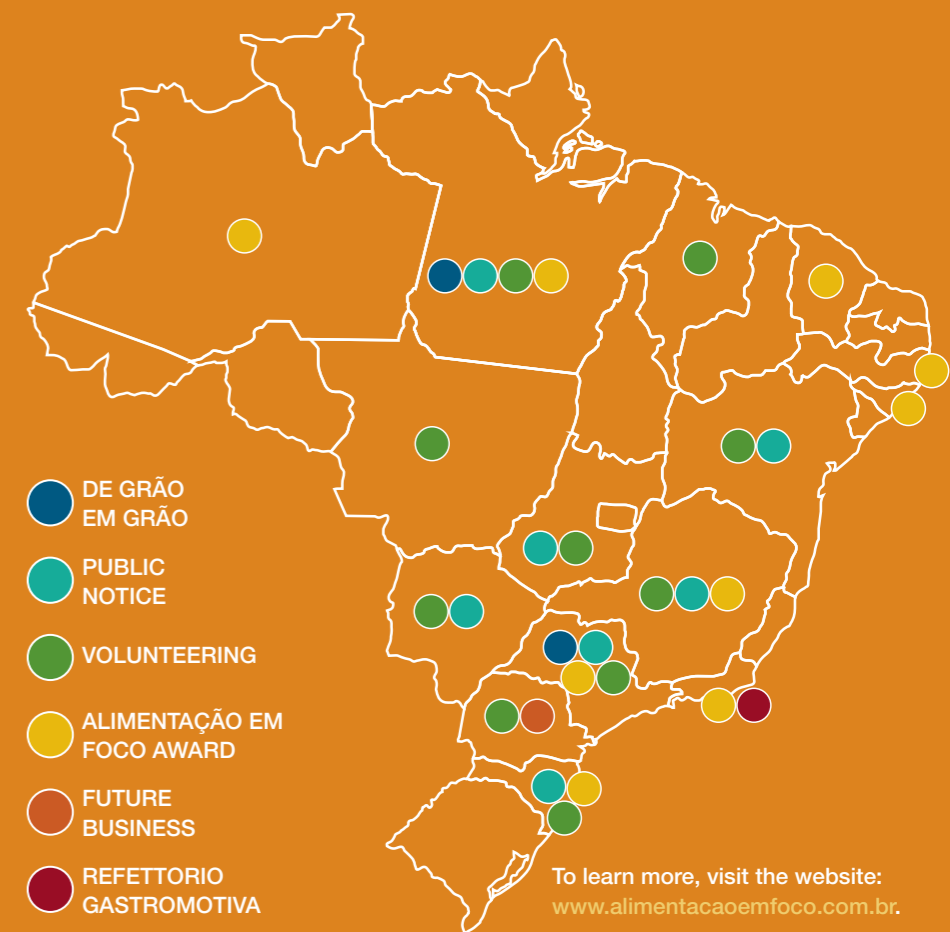 DE GRÃO
EM GRÃO
PUBLIC
NOTICE
VOLUNTEERING
ALIMENTAÇÃO EM
FOCO AWARD
FUTURE
BUSINESS
REFETTORIO
GASTROMOTIVA
To learn more, visit the website:
www.alimentacaoemfoco.com.br.